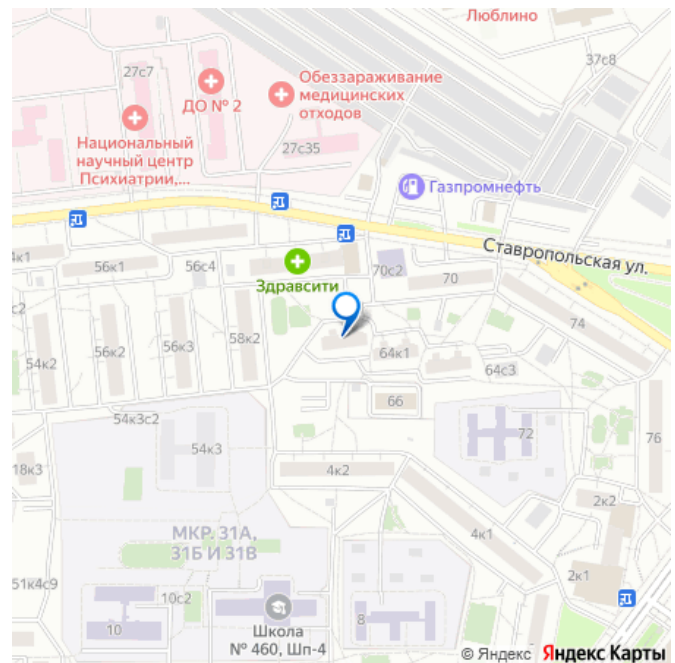 Люблино
37с8
27с7
ДО № 2
Обеззараживание
медицинских
отходов
Национальный
научный центр
Психиатрии,...
27с35
Газпромнефть
Ставропольская ул.
4к1
56к1
56с4
Здравсити
70с2
70
74
с2
54к2
56к2
56к3
58к2
64к1
64с3
66
54к3с2
54к3
72
76
18к3
4к2
2к2
МКР. 31А,
31Б И 31В
4к1
51к4с9
10с2
2к1
10
Школа
№ 460, Шп-4
8
© Яндекс Яндекс Карты